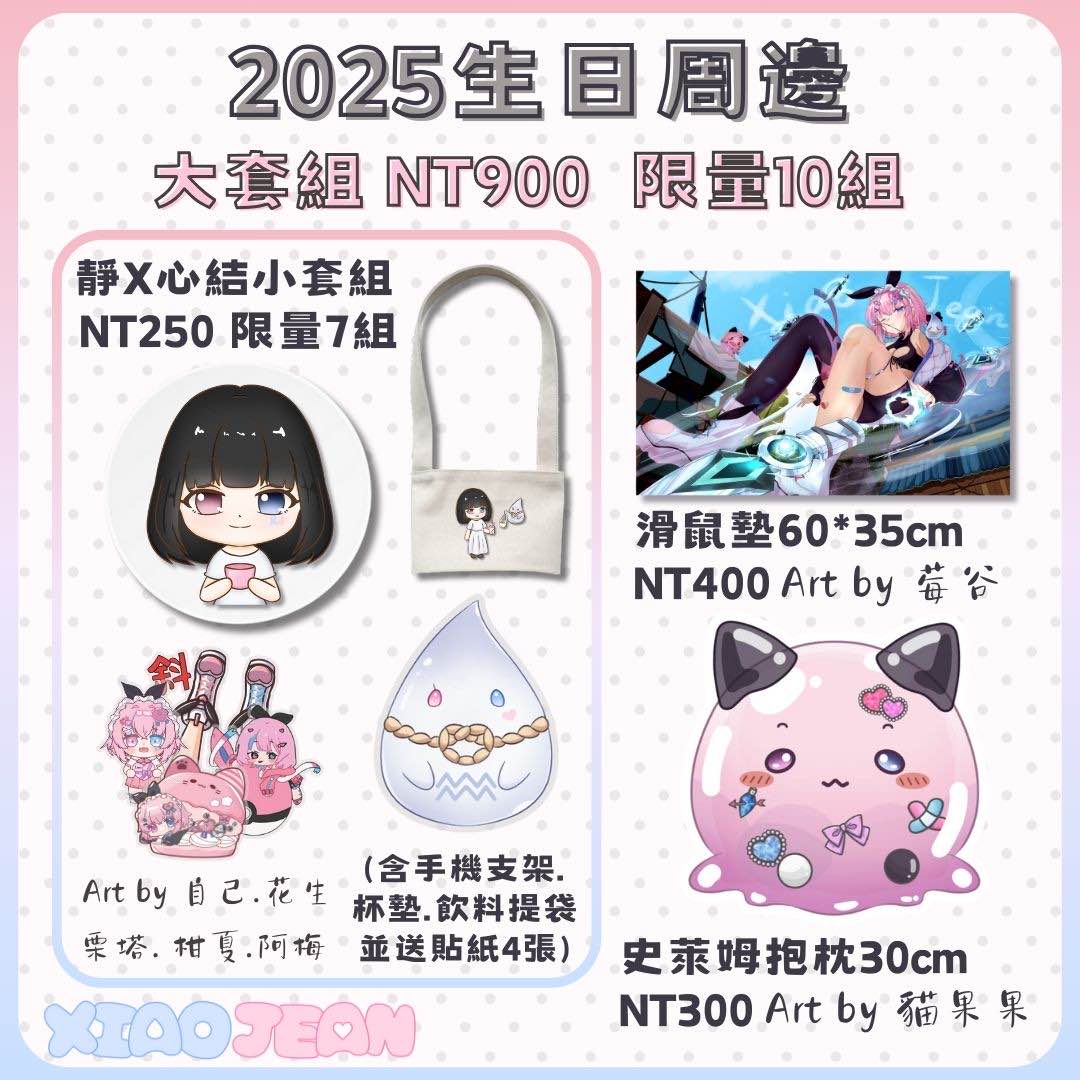 2025生日周邊
大套組 NT900 限量10組
靜X心結小套組
NT250 限量7組
Xiao Jean
滑鼠墊60*35cm
NT400 Art by 莓谷
斜
Art by 自己.花生
栗塔.柑夏.阿梅
(含手機支架.
杯墊.飲料提袋
並送貼紙4張)
史萊姆抱枕30cm
NT300 Art by 貓果果
XIAOJEAN